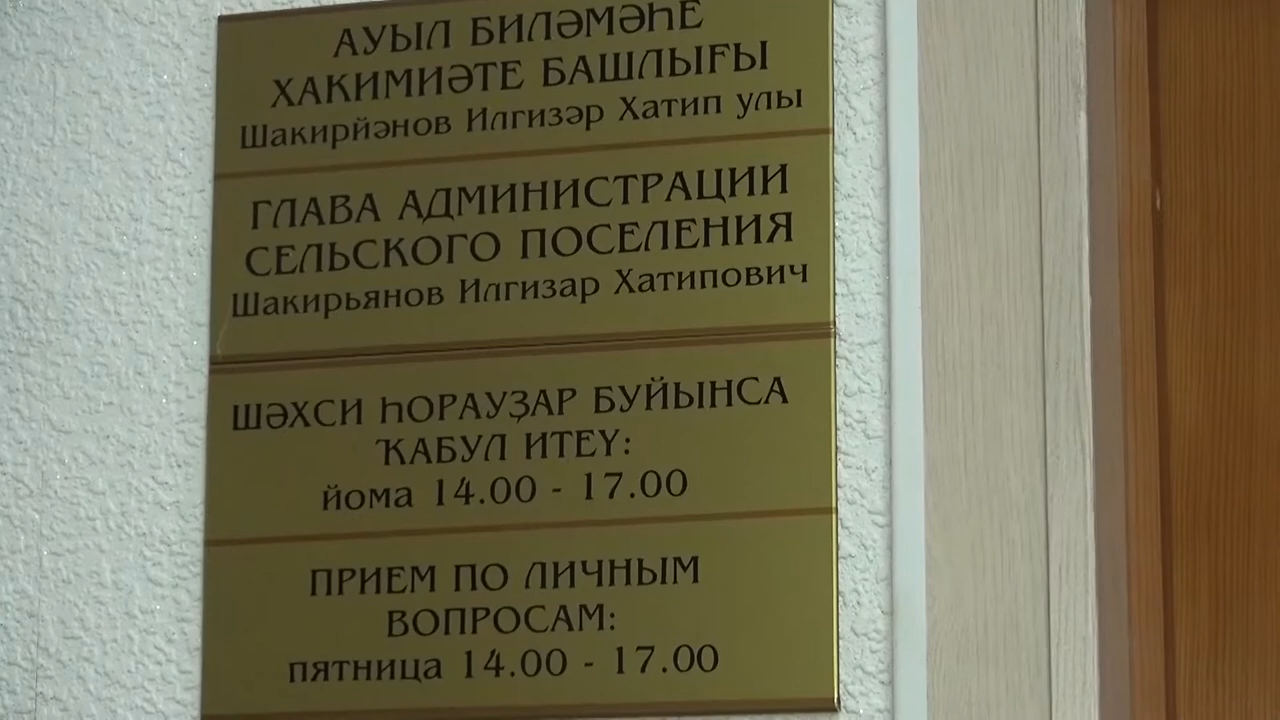 АУЫЛ БИЛӘМӘҺЕ
ХАКИМИӘТЕ БАШЛЫҒЫ
Шакирйәнов Илгизәр Хатип улы
ГЛАВА АДМИНИСТРАЦИИ
СЕЛЬСКОГО ПОСЕЛЕНИЯ
Шакирьянов Илгизар Хатипович
ШӘХСИ ҺОРАУҘАР БУЙЫНСА
ҠАБУЛ ИТЕҮ:
йома 14.00 - 17.00
ПРИЕМ ПО ЛИЧНЫМ
ВОПРОСАМ:
пятница 14.00 - 17.00